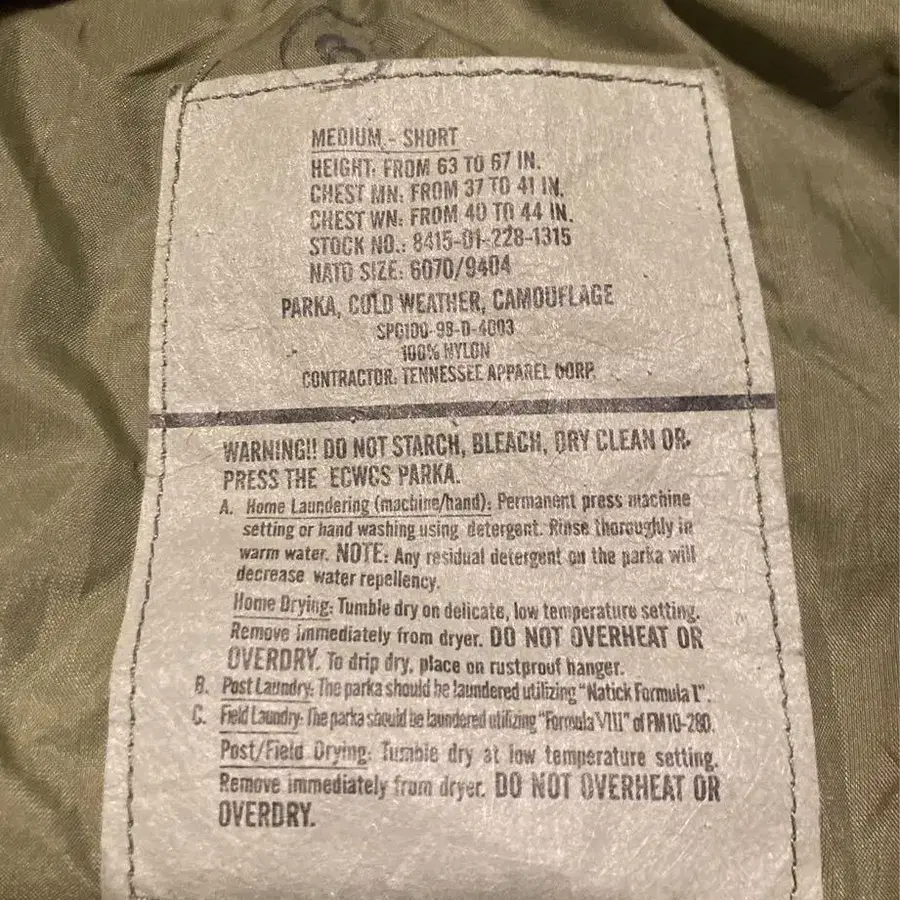 MEDIUM - SHORT
HEIGHT: FROM 63 TO 67 IN.
CHEST MN: FROM 37 TO 41 IN.
CHEST WN: FROM 40 TO 44 IN.
STOCK NO.: 8415-01-228-1315
NATO SIZE: 6070/9404
PARKA, COLD WEATHER, CAMOUFLAGE
SPO100-98-D-4003
100% NYLON
CONTRACTOR: TENNESSEE APPAREL CORP.
WARNING!! DO NOT STARCH, BLEACH, DRY CLEAN OR
PRESS THE ECWCS PARKA.
A. Home Laundering (machine/hand): Permanent press machine
setting or hand washing using detergent. Rinse thoroughly in
warm water. NOTE: Any residual detergent on the parka will
decrease water repellency.
Home Drying: Tumble dry on delicate, low temperature setting.
Remove immediately from dryer. DO NOT OVERHEAT OR
OVERDRY. To drip dry, place on rustproof hanger.
B. Post Laundry: The parka should be laundered utilizing "Natick Formula I".
C. Field Laundry: The parka should be laundered utilizing "Formula VIII" of FM10-280.
Post/Field Drying: Tumble dry at low temperature setting.
Remove immediately from dryer. DO NOT OVERHEAT OR
OVERDRY.